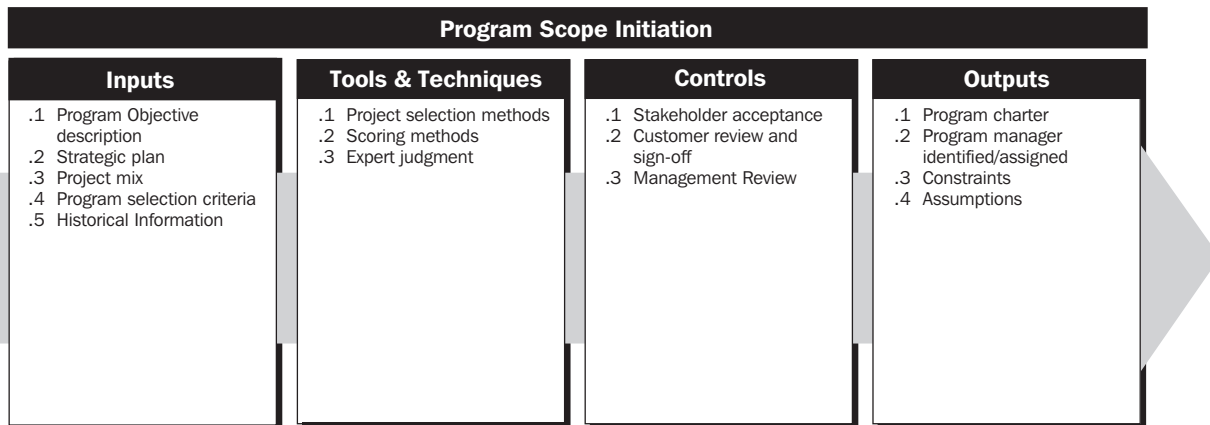 Program Scope Initiation
Inputs
.1 Program Objective
description
.2 Strategic plan
.3 Project mix
.4 Program selection criteria
.5 Historical Information
Tools & Techniques
.1 Project selection methods
.2 Scoring methods
.3 Expert judgment
Controls
.1 Stakeholder acceptance
.2 Customer review and
sign-off
.3 Management Review
Outputs
.1 Program charter
.2 Program manager
identified/assigned
.3 Constraints
.4 Assumptions